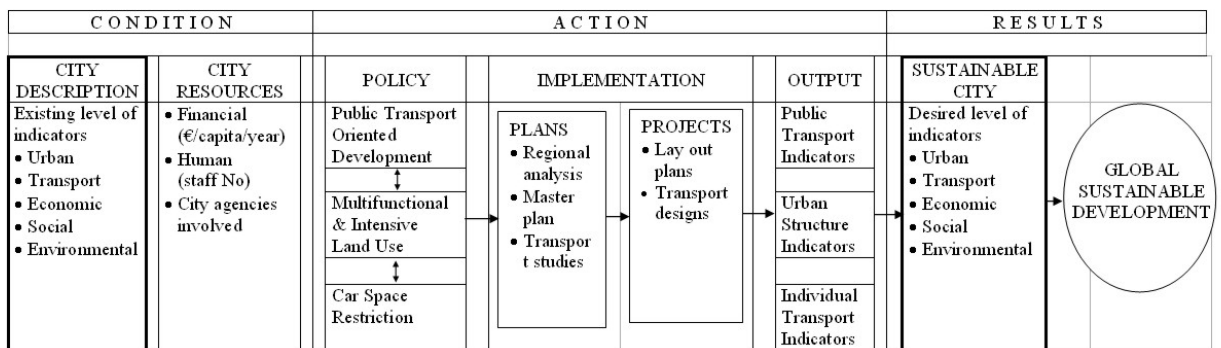 CONDITION
ACTION
RESULTS
CITY
DESCRIPTION
Existing level of
indicators
• Urban
• Transport
• Economic
• Social
• Environmental
CITY
RESOURCES
• Financial
(€/capita/year)
• Human
(staff No)
• City agencies
involved
POLICY
Public Transport
Oriented
Development
Multifunctional
& Intensive
Land Use
Car Space
Restriction
IMPLEMENTATION
PLANS
• Regional
analysis
• Master
plan
• Transpor
t studies
PROJECTS
• Lay out
plans
• Transport
designs
OUTPUT
Public
Transport
Indicators
Urban
Structure
Indicators
Individual
Transport
Indicators
SUSTAINABLE
CITY
Desired level of
indicators
• Urban
• Transport
• Economic
• Social
• Environmental
GLOBAL
SUSTAINABLE
DEVELOPMENT